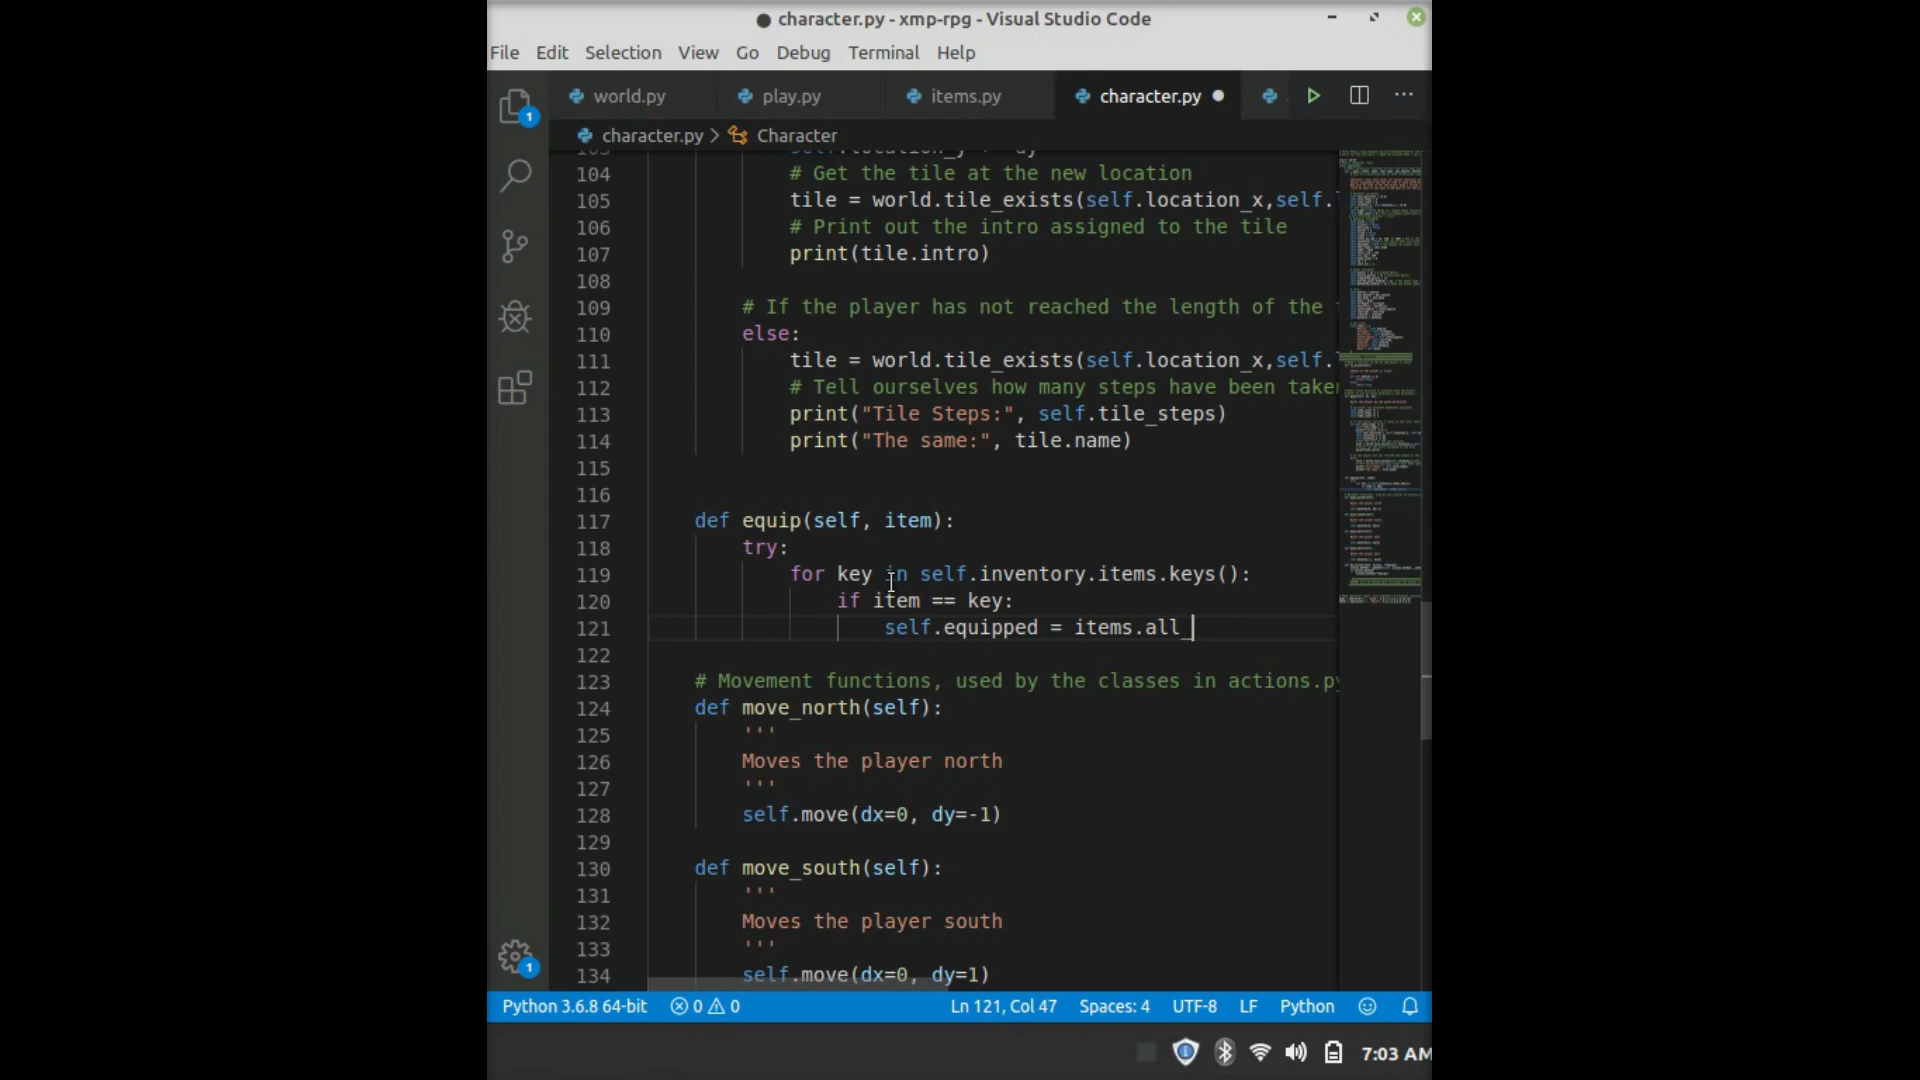 character.py - xmp-rpg - Visual Studio Code
File Edit Selection View Go Debug Terminal Help
world.py play.py items.py character.py
character.py > Character
104 # Get the tile at the new location
105 tile = world.tile_exists(self.location_x,self.
106 # Print out the intro assigned to the tile
107 print(tile.intro)
108
109 # If the player has not reached the length of the
110 else:
111 tile = world.tile_exists(self.location_x,self.
112 # Tell ourselves how many steps have been taken
113 print("Tile Steps:", self.tile_steps)
114 print("The same:", tile.name)
115
116
117 def equip(self, item):
118 try:
119 for key in self.inventory.items.keys():
120 if item == key:
121 self.equipped = items.all_
122
123 # Movement functions, used by the classes in actions.py
124 def move_north(self):
125 '''
126 Moves the player north
127 '''
128 self.move(dx=0, dy=-1)
129
130 def move_south(self):
131 '''
132 Moves the player south
133 '''
134 self.move(dx=0, dy=1)
Python 3.6.8 64-bit 0 0 Ln 121, Col 47 Spaces: 4 UTF-8 LF Python
7:03 AM